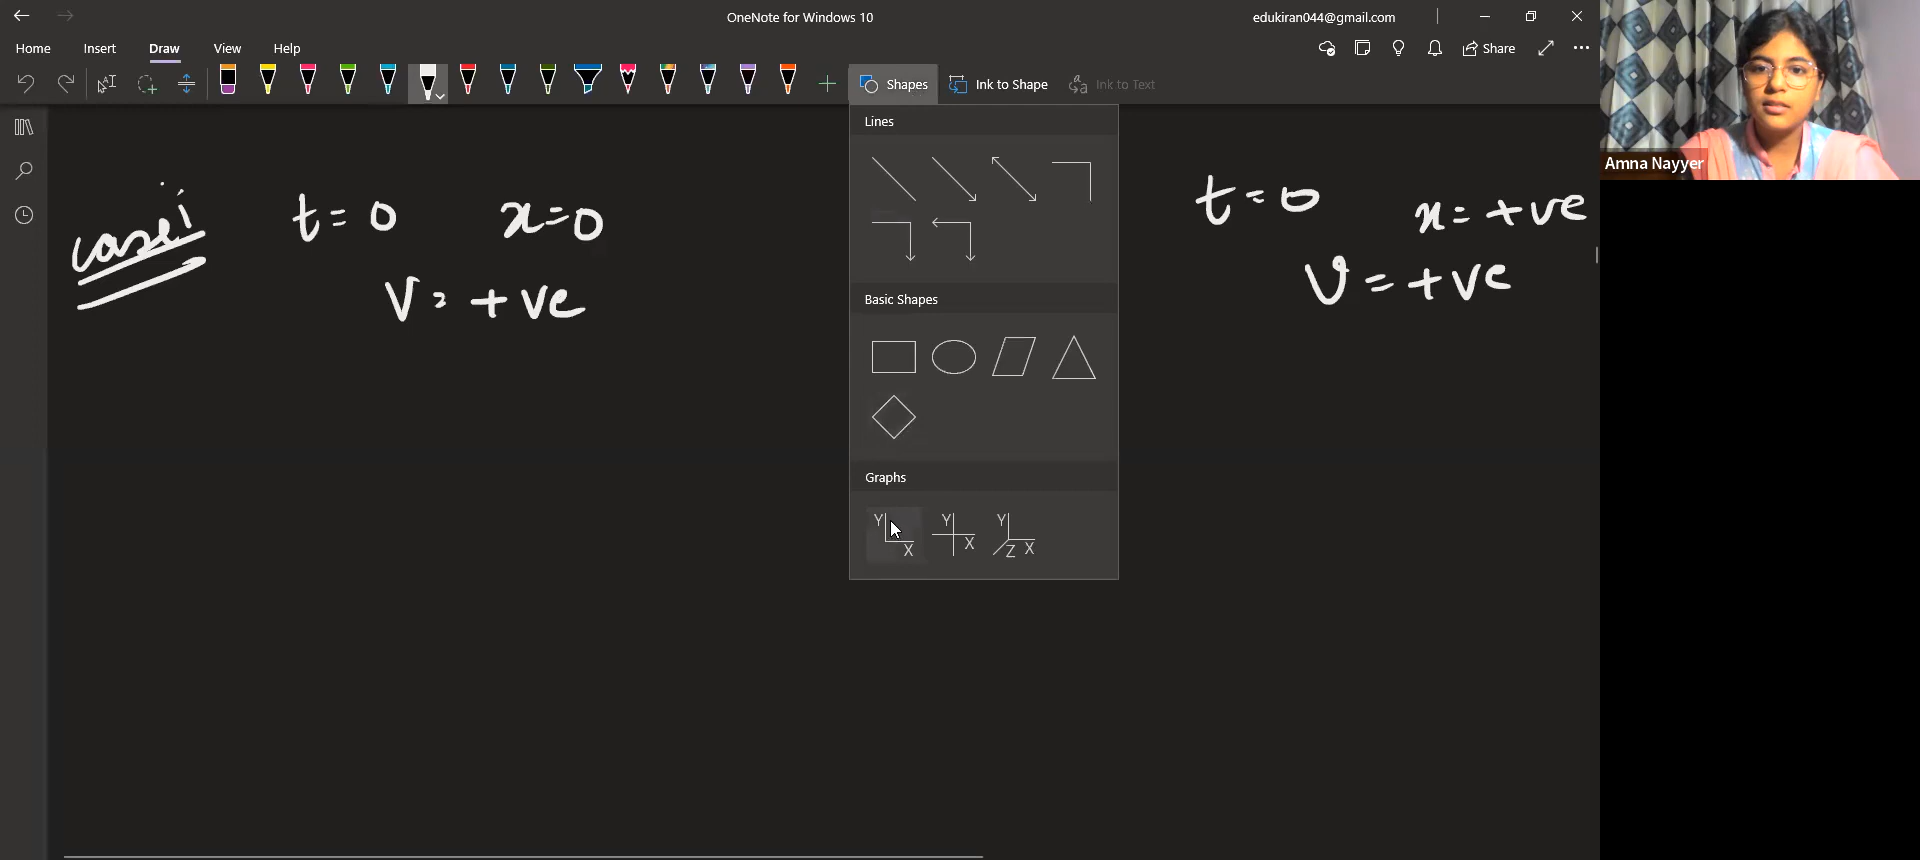 OneNote for Windows 10
edukiran044@gmail.com
Home Insert Draw View Help
Share
Shapes Ink to Shape Ink to Text
Lines
Basic Shapes
Graphs
Y X Y X Y Z X
case i
t = 0 x = 0
V = + ve
t = 0 x = + ve
V = + ve
Amna Nayyer